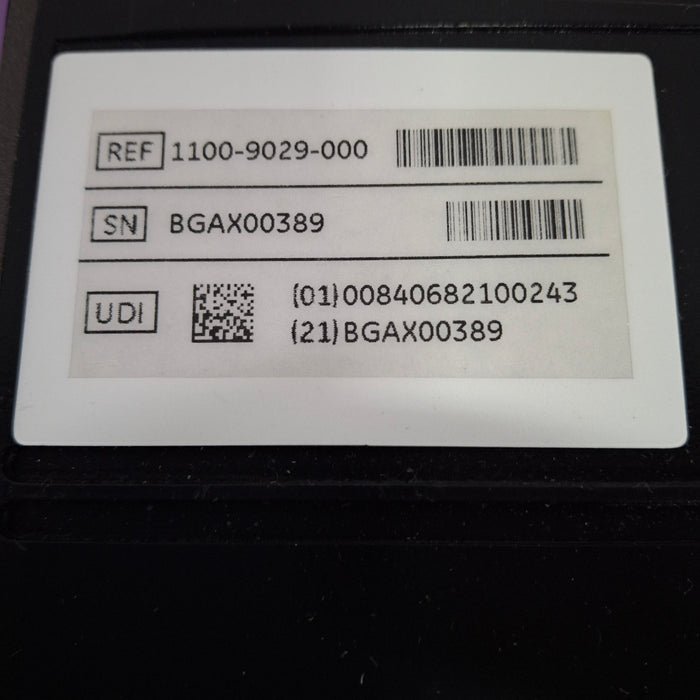 REF 1100-9029-000
SN BGAX00389
UDI (01)00840682100243
(21)BGAX00389